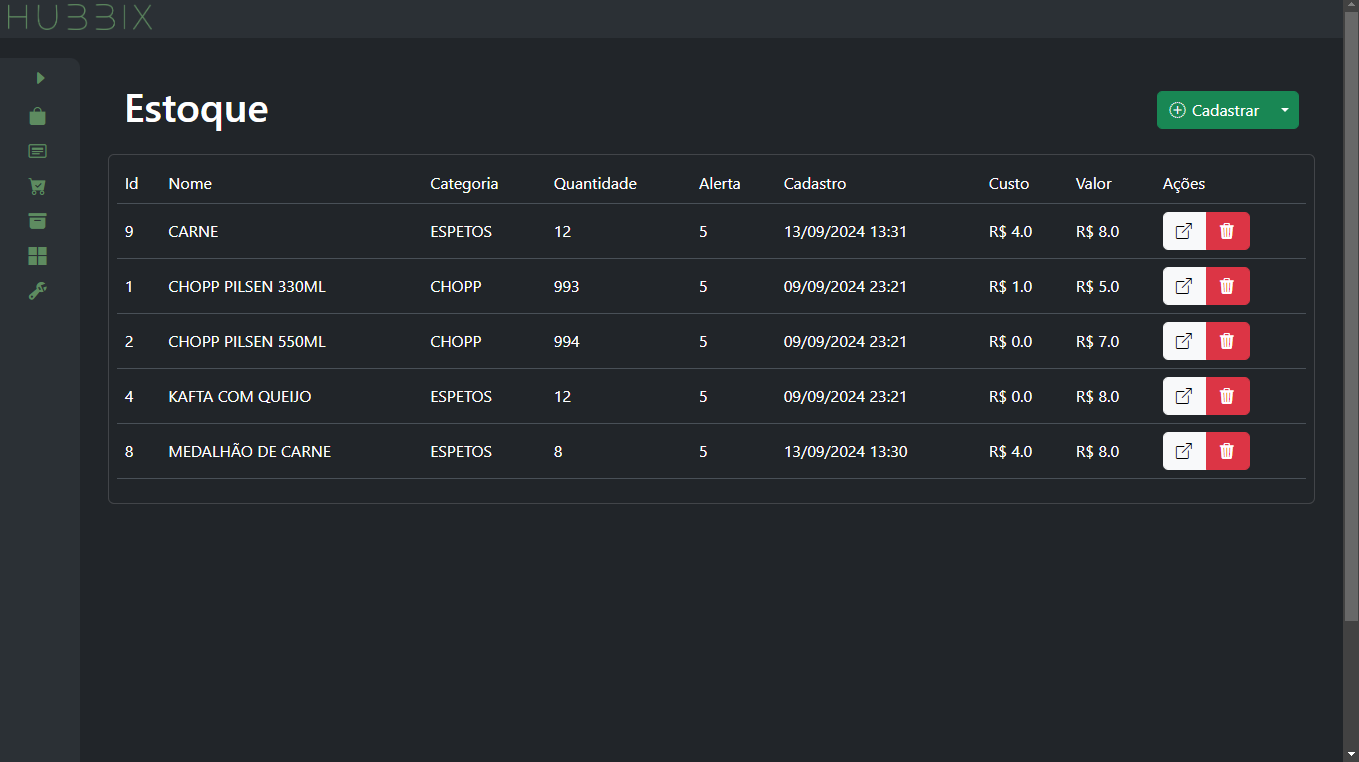 HUBBIX
Estoque
Cadastrar
Id Nome Categoria Quantidade Alerta Cadastro Custo Valor Ações
9 CARNE ESPETOS 12 5 13/09/2024 13:31 R$ 4.0 R$ 8.0
1 CHOPP PILSEN 330ML CHOPP 993 5 09/09/2024 23:21 R$ 1.0 R$ 5.0
2 CHOPP PILSEN 550ML CHOPP 994 5 09/09/2024 23:21 R$ 0.0 R$ 7.0
4 KAFTA COM QUEIJO ESPETOS 12 5 09/09/2024 23:21 R$ 0.0 R$ 8.0
8 MEDALHÃO DE CARNE ESPETOS 8 5 13/09/2024 13:30 R$ 4.0 R$ 8.0